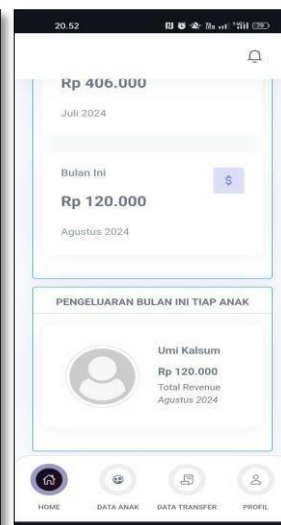 20.52
Rp 406.000
Juli 2024
Bulan Ini
$
Rp 120.000
Agustus 2024
PENGELUARAN BULAN INI TIAP ANAK
Umi Kalsum
Rp 120.000
Total Revenue
Agustus 2024
HOME DATA ANAK DATA TRANSFER PROFIL